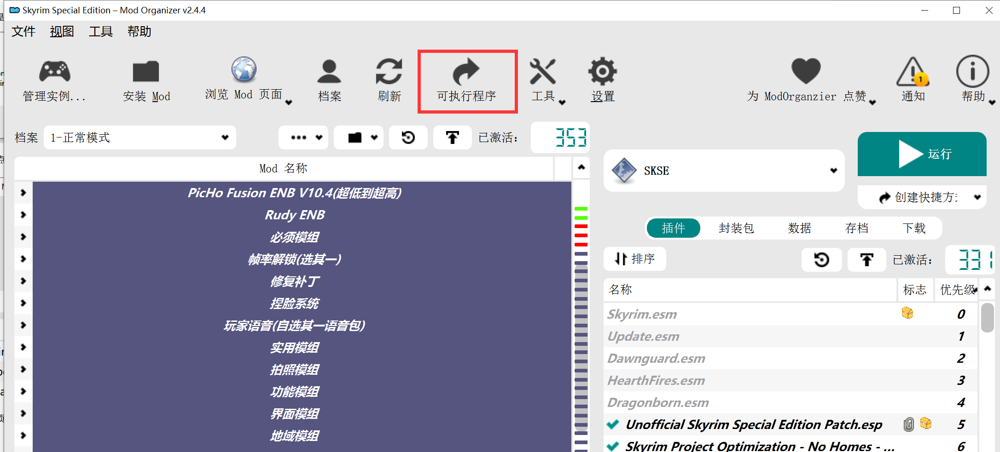 Skyrim Special Edition – Mod Organizer v2.4.4
文件 视图 工具 帮助
管理实例... 安装 Mod 浏览 Mod 页面 档案 刷新 可执行程序 工具 设置 为 ModOrganzier 点赞 通知 帮助
1
档案 1-正常模式 已激活: 353
运行
SKSE
创建快捷方式
Mod 名称
PicHo Fusion ENB V10.4(超低到超高)
Rudy ENB
必须模组
帧率解锁(选其一)
修复补丁
捏脸系统
玩家语音(自选其一语音包)
实用模组
拍照模组
功能模组
界面模组
地域模组
插件 封装包 数据 存档 下载
排序 已激活: 331
名称 标志 优先级
Skyrim.esm 0
Update.esm 1
Dawnguard.esm 2
HearthFires.esm 3
Dragonborn.esm 4
Unofficial Skyrim Special Edition Patch.esp 5
Skyrim Project Optimization - No Homes - ... 6